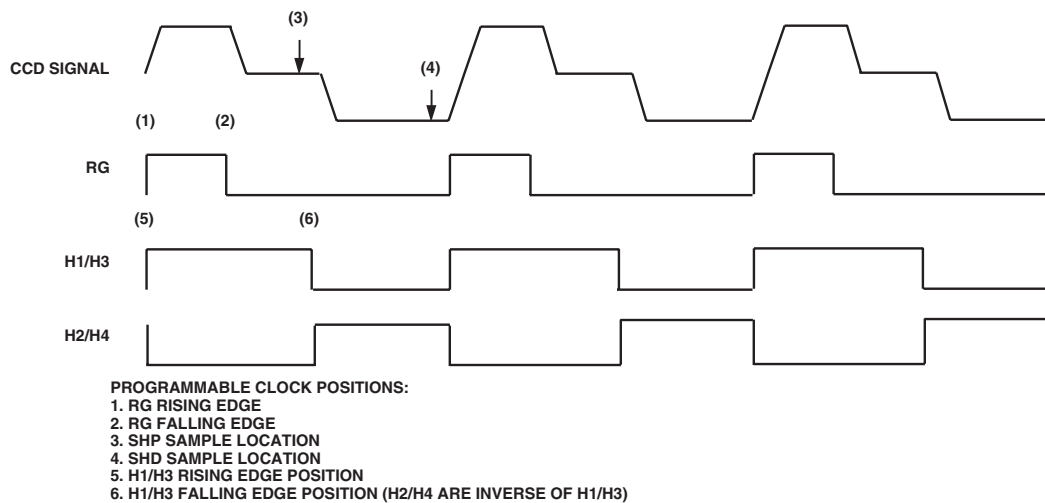 (3)
CCD SIGNAL
(4)
(1)
(2)
RG
(5)
(6)
H1/H3
H2/H4
PROGRAMMABLE CLOCK POSITIONS:
1. RG RISING EDGE
2. RG FALLING EDGE
3. SHP SAMPLE LOCATION
4. SHD SAMPLE LOCATION
5. H1/H3 RISING EDGE POSITION
6. H1/H3 FALLING EDGE POSITION (H2/H4 ARE INVERSE OF H1/H3)